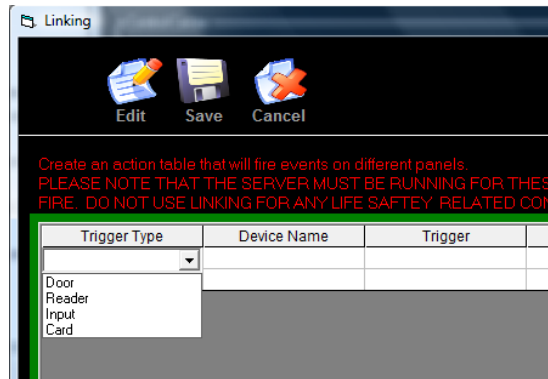 Linking
Edit Save Cancel
Create an action table that will fire events on different panels.
PLEASE NOTE THAT THE SERVER MUST BE RUNNING FOR THES
FIRE. DO NOT USE LINKING FOR ANY LIFE SAFTEY RELATED CON
Trigger Type Device Name Trigger
Door
Reader
Input
Card